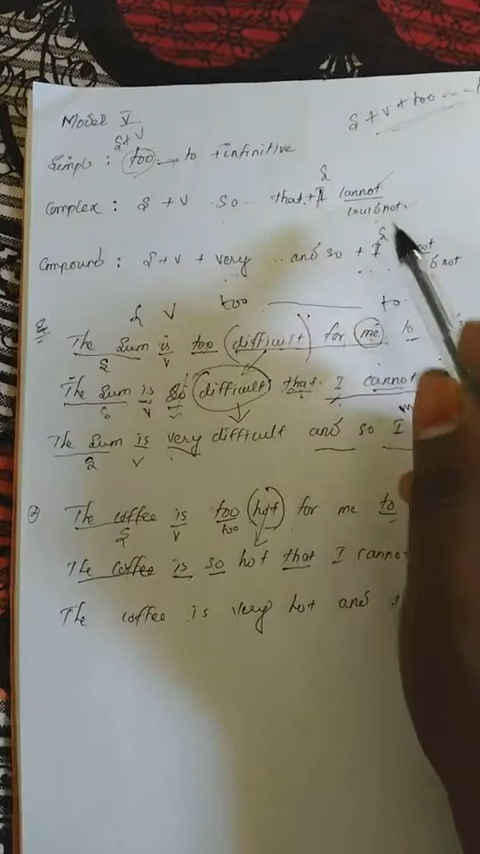 Model V
S + V + too --
S + V
Simple : too -- to + infinitive
S
Complex : S + V so that + I cannot
could not
S
Compound : S + V + very .. and so + I not
S V too ______ to
The Sum is too (difficult) for me to
S V
The Sum is so difficult that I cannot
S V S
The Sum is very difficult and so I
S V
② The coffee is too hot for me to
S V too
The coffee is so hot that I cannot
The coffee is very hot and